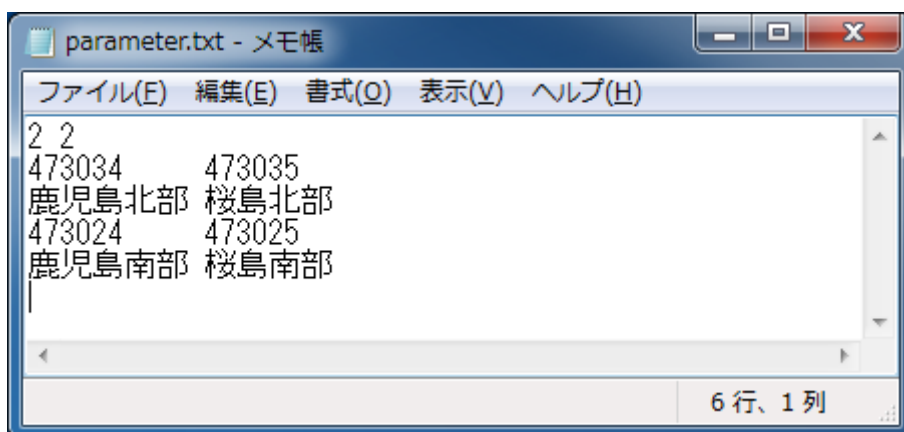 parameter.txt - メモ帳
ファイル(F) 編集(E) 書式(O) 表示(V) ヘルプ(H)
2 2
473034 473035
鹿児島北部 桜島北部
473024 473025
鹿児島南部 桜島南部
6 行、1 列